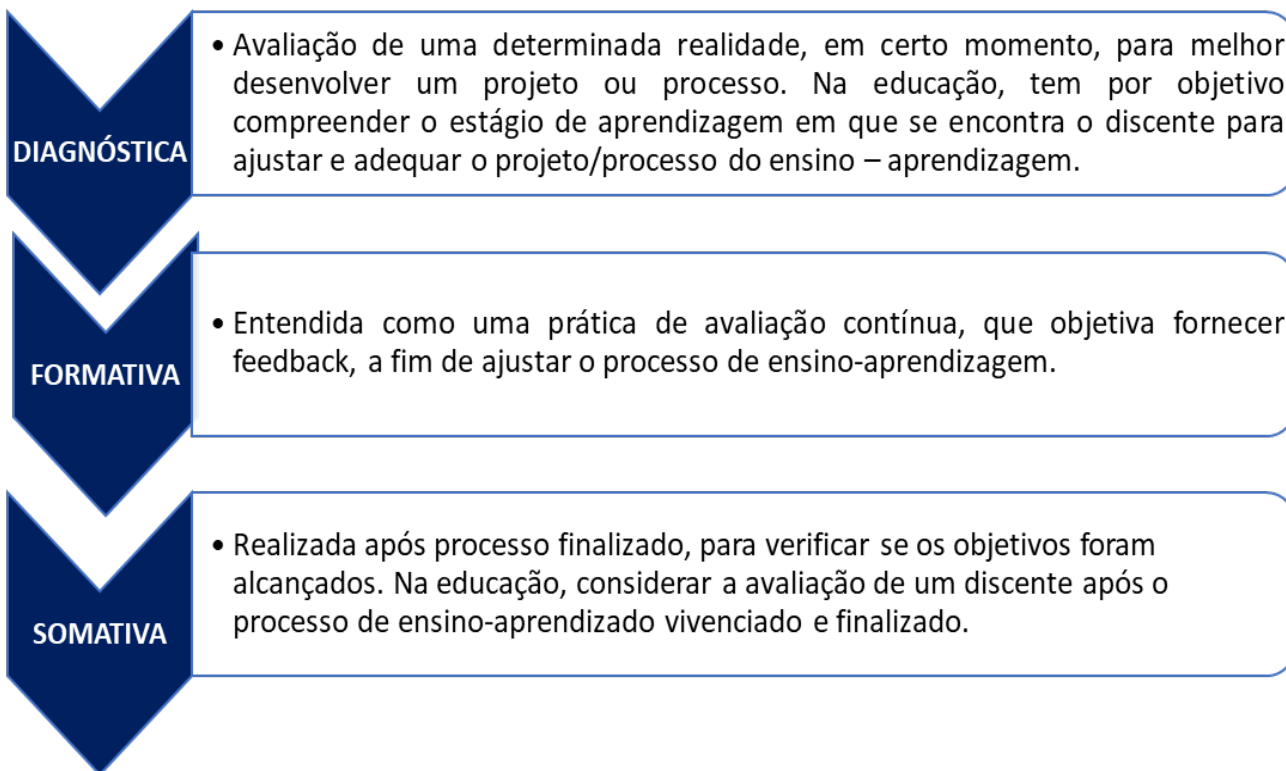 DIAGNÓSTICA
• Avaliação de uma determinada realidade, em certo momento, para melhor
desenvolver um projeto ou processo. Na educação, tem por objetivo
compreender o estágio de aprendizagem em que se encontra o discente para
ajustar e adequar o projeto/processo do ensino – aprendizagem.
FORMATIVA
• Entendida como uma prática de avaliação contínua, que objetiva fornecer
feedback, a fim de ajustar o processo de ensino-aprendizagem.
SOMATIVA
• Realizada após processo finalizado, para verificar se os objetivos foram
alcançados. Na educação, considerar a avaliação de um discente após o
processo de ensino-aprendizado vivenciado e finalizado.